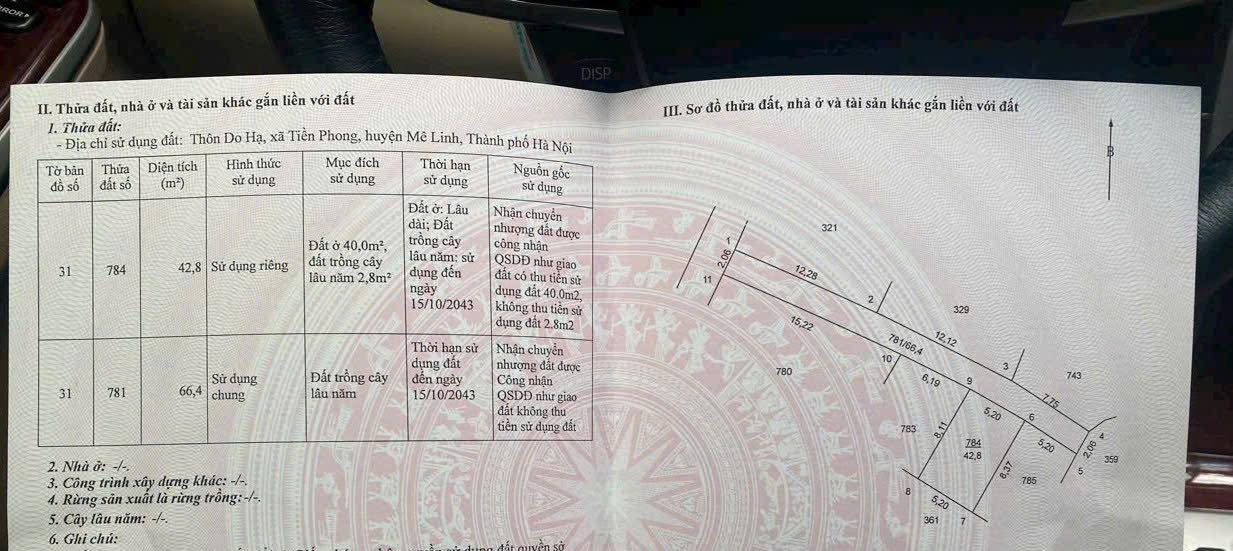 ROR
DISP
II. Thửa đất, nhà ở và tài sản khác gắn liền với đất
1. Thửa đất:
- Địa chỉ sử dụng đất: Thôn Do Hạ, xã Tiền Phong, huyện Mê Linh, Thành phố Hà Nội
Tờ bản
đồ số
Thửa
đất số
Diện tích
(m²)
Hình thức
sử dụng
Mục đích
sử dụng
Thời hạn
sử dụng
Nguồn gốc
sử dụng
31
784
42,8
Sử dụng riêng
Đất ở 40,0m²,
đất trồng cây
lâu năm 2,8m²
Đất ở: Lâu
dài; Đất
trồng cây
lâu năm: sử
dụng đến
ngày
15/10/2043
Nhận chuyển
nhượng đất được
công nhận
QSDĐ như giao
đất có thu tiền sử
dụng đất 40.0m2,
không thu tiền sử
dụng đất 2.8m2
31
781
66,4
Sử dụng
chung
Đất trồng cây
lâu năm
Thời hạn sử
dụng đất
đến ngày
15/10/2043
Nhận chuyển
nhượng đất được
Công nhận
QSDĐ như giao
đất không thu
tiền sử dụng đất
2. Nhà ở: -/-.
3. Công trình xây dựng khác: -/-.
4. Rừng sản xuất là rừng trồng: -/-.
5. Cây lâu năm: -/-.
6. Ghi chú:
III. Sơ đồ thửa đất, nhà ở và tài sản khác gắn liền với đất
B
321
1
2,06
11
12,28
2
329
15,22
12,12
781/66,4
780
10
3
743
6,19
9
7,75
5,20
6
783
8,11
784
42,8
5,20
4
2,06
359
8,37
785
5
8
5,20
361
7